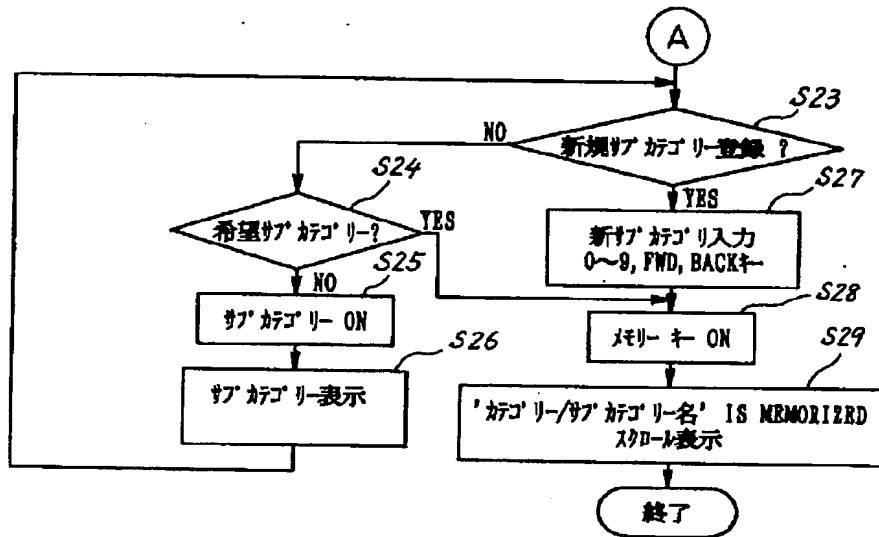 A
S23
新規サブカテゴリー登録 ?
NO
YES
S24
希望サブカテゴリー?
YES
NO
S27
新サブカテゴリ入力
0〜9, FWD, BACKキー
S25
サブカテゴリー ON
S28
メモリー キー ON
S26
サブカテゴリー表示
S29
'カテゴリー/サブカテゴリー名' IS MEMORIZED
スクロール表示
終了